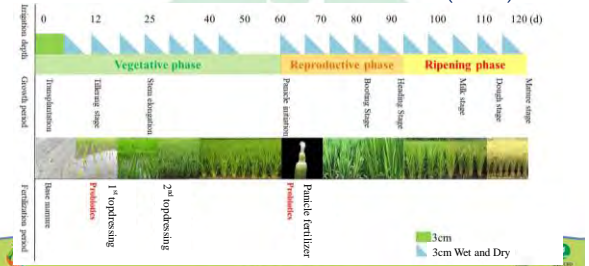 Irrigation depth
0 12 25 40 50 60 70 80 90 100 110 120 (d)
Vegetative phase Reproductive phase Ripening phase
Growth period
Transplantation
Tillering stage
Stem elongation
Panicle initiation
Booting Stage
Heading Stage
Milk stage
Dough stage
Mature stage
Fertilization period
Base manure
Probiotics
1st topdressing
2nd topdressing
Probiotics
Panicle fertilizer
3cm
3cm Wet and Dry